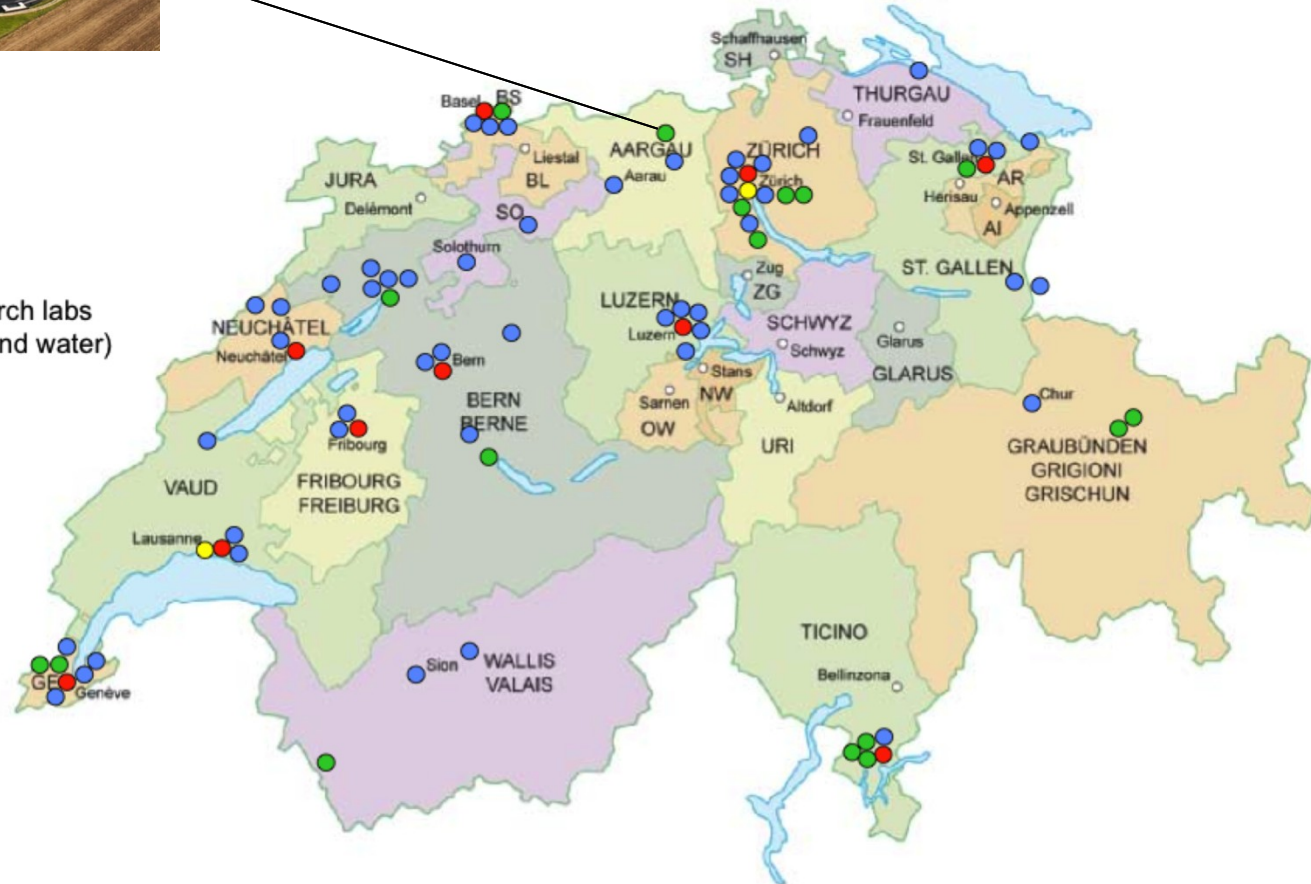 Schaffhausen
SH
THURGAU
Frauenfeld
Basel BS
Liestal
BL
AARGAU
Aarau
ZÜRICH
Zürich
St. Gallen
AR
Herisau
Appenzell
AI
JURA
Delémont
SO
Solothurn
ST. GALLEN
Zug
ZG
rch labs
nd water)
LUZERN
Luzern
SCHWYZ
Schwyz
Glarus
GLARUS
NEUCHÂTEL
Neuchâtel
Bern
BERN
BERNE
Stans
NW
Sarnen
OW
Altdorf
URI
Chur
GRAUBÜNDEN
GRIGIONI
GRISCHUN
Fribourg
FRIBOURG
FREIBURG
VAUD
Lausanne
TICINO
Bellinzona
Sion
WALLIS
VALAIS
GE
Genève